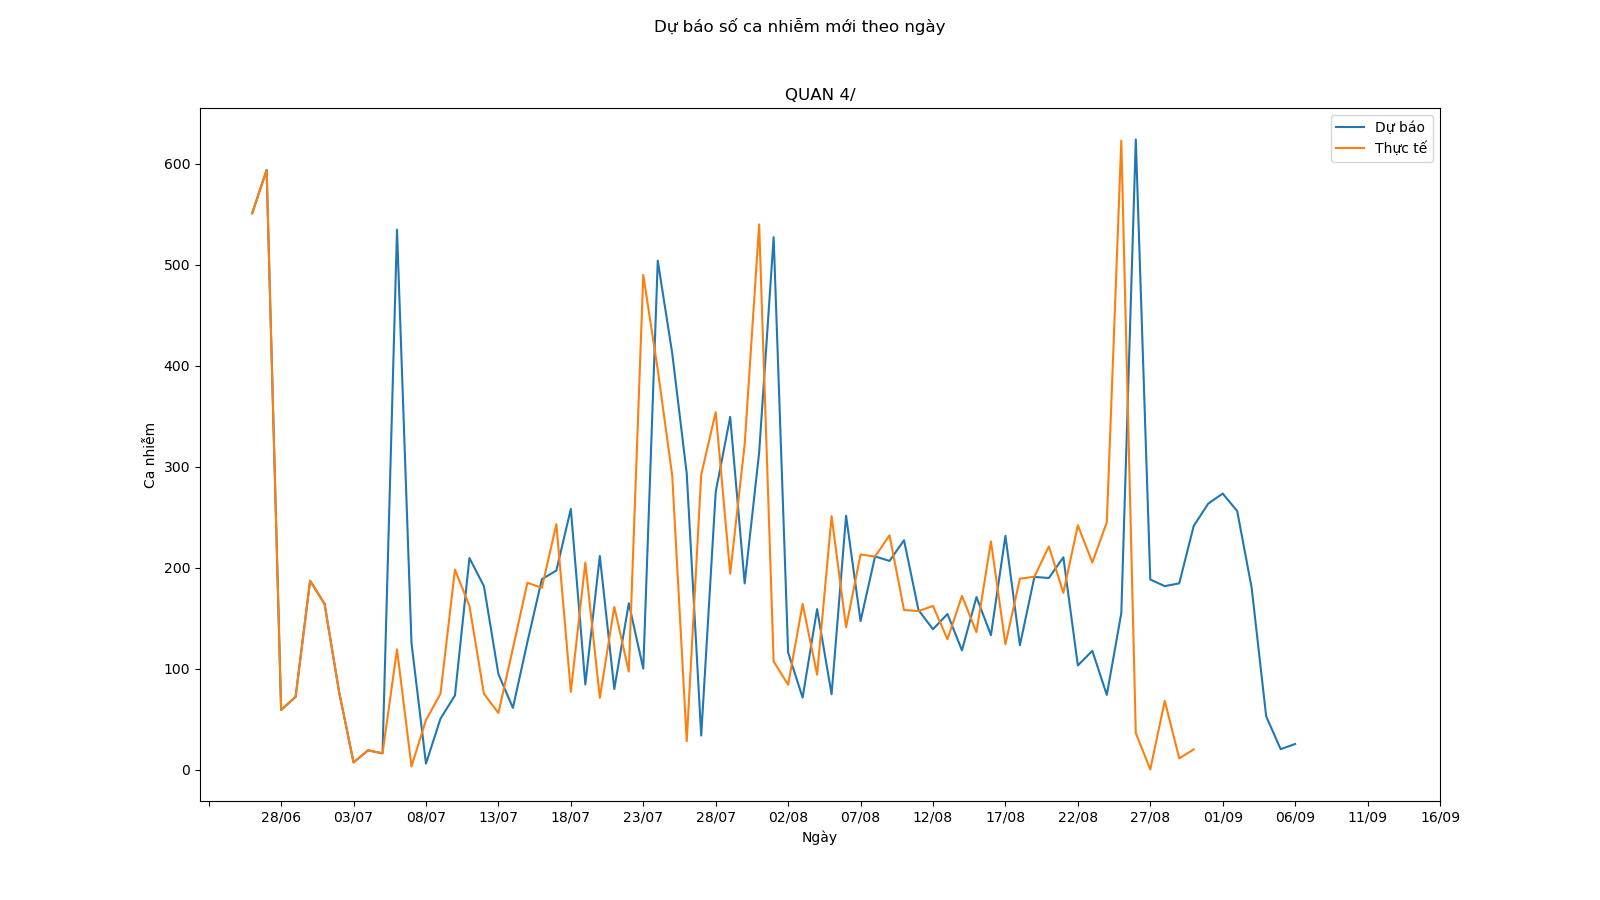 Dự báo số ca nhiễm mới theo ngày
QUAN 4/
Dự báo
Thực tế
600
500
400
300
200
100
0
Ca nhiễm
28/06 03/07 08/07 13/07 18/07 23/07 28/07 02/08 07/08 12/08 17/08 22/08 27/08 01/09 06/09 11/09 16/09
Ngày